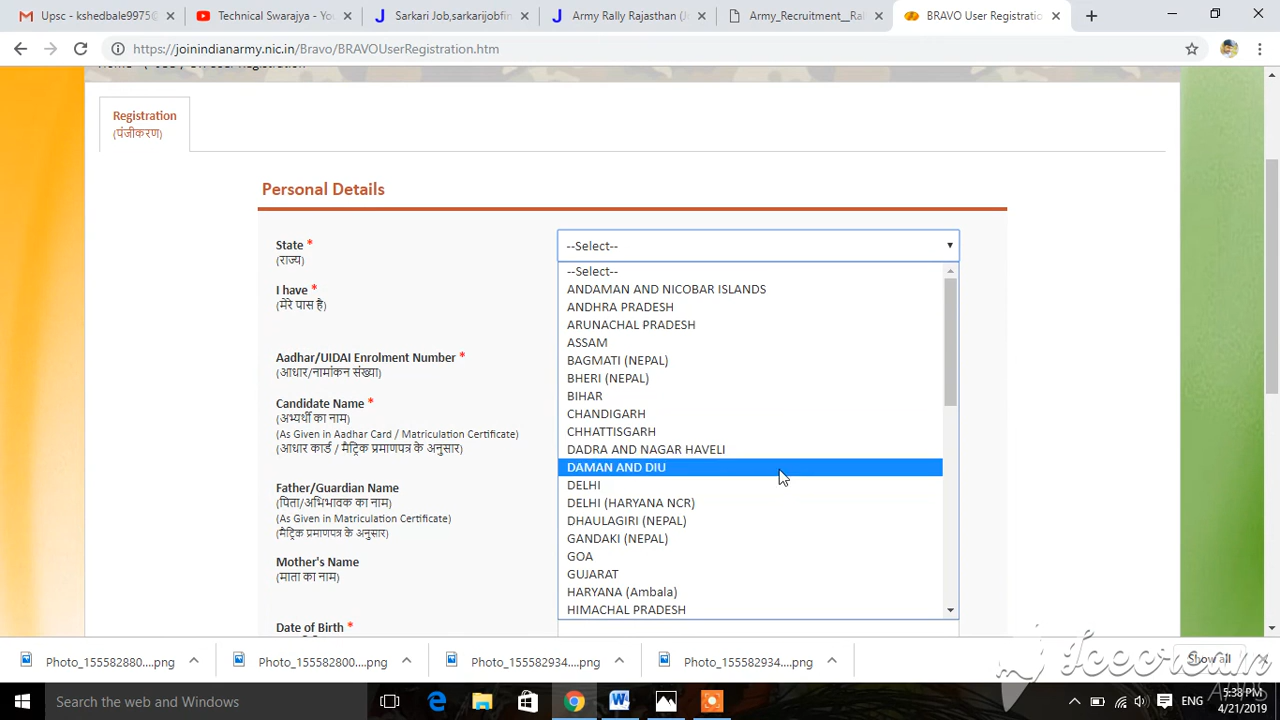 Upsc - kshedbale9975@
Technical Swarajya - Yo
Sarkari Job,sarkarijobfi
Army Rally Rajasthan (Jo
Army_Recruitment__Ral
BRAVO User Registratio
https://joinindianarmy.nic.in/Bravo/BRAVOUserRegistration.htm
Registration
(पंजीकरण)
Personal Details
State *
(राज्य)
--Select--
I have *
(मेरे पास है)
Aadhar/UIDAI Enrolment Number *
(आधार/नामांकन संख्या)
Candidate Name *
(अभ्यर्थी का नाम)
(As Given in Aadhar Card / Matriculation Certificate)
(आधार कार्ड / मैट्रिक प्रमाणपत्र के अनुसार)
Father/Guardian Name
(पिता/अभिभावक का नाम)
(As Given in Matriculation Certificate)
(मैट्रिक प्रमाणपत्र के अनुसार)
Mother's Name
(माता का नाम)
Date of Birth *
--Select--
ANDAMAN AND NICOBAR ISLANDS
ANDHRA PRADESH
ARUNACHAL PRADESH
ASSAM
BAGMATI (NEPAL)
BHERI (NEPAL)
BIHAR
CHANDIGARH
CHHATTISGARH
DADRA AND NAGAR HAVELI
DAMAN AND DIU
DELHI
DELHI (HARYANA NCR)
DHAULAGIRI (NEPAL)
GANDAKI (NEPAL)
GOA
GUJARAT
HARYANA (Ambala)
HIMACHAL PRADESH
Photo_155582880....png
Photo_155582800....png
Photo_155582934....png
Photo_155582934....png
Show all
Icecream
APPS
Search the web and Windows
ENG
5:38 PM
4/21/2019